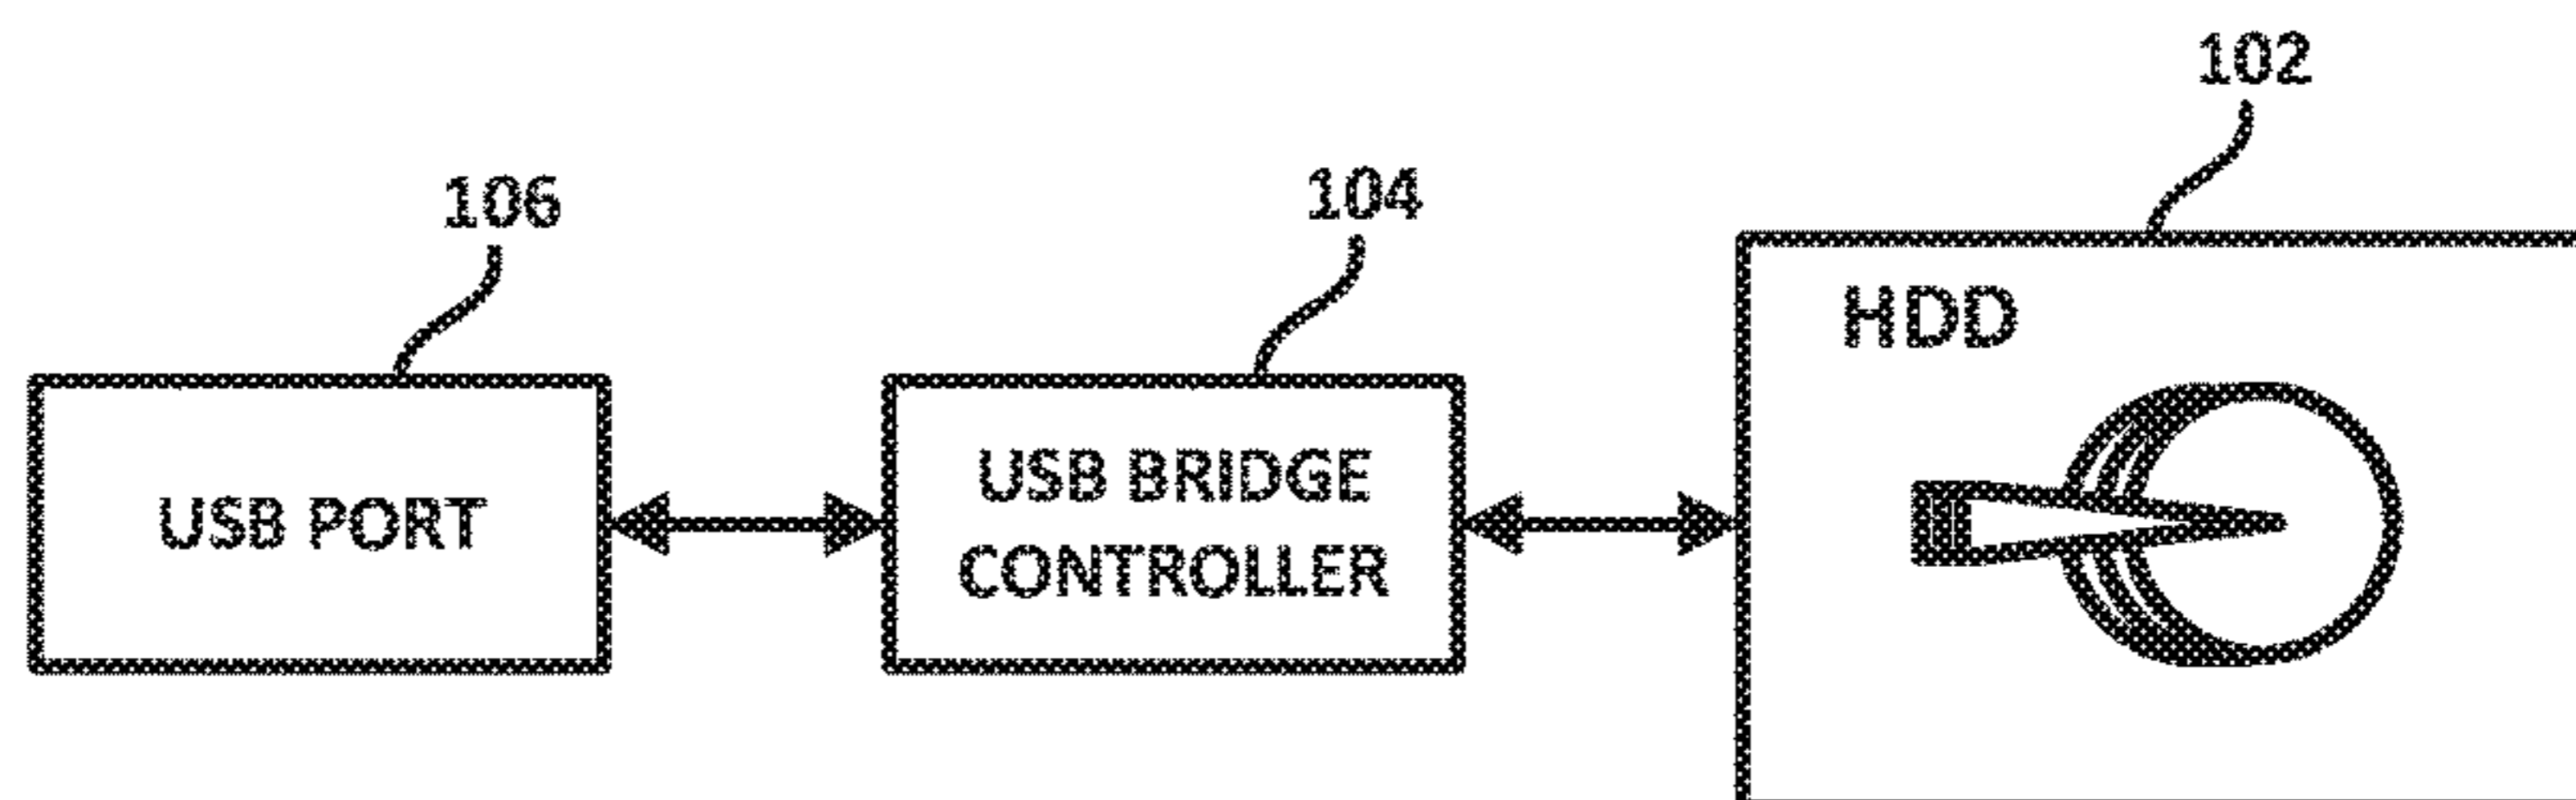 102
106
104
HDD
USB PORT
USB BRIDGE
CONTROLLER